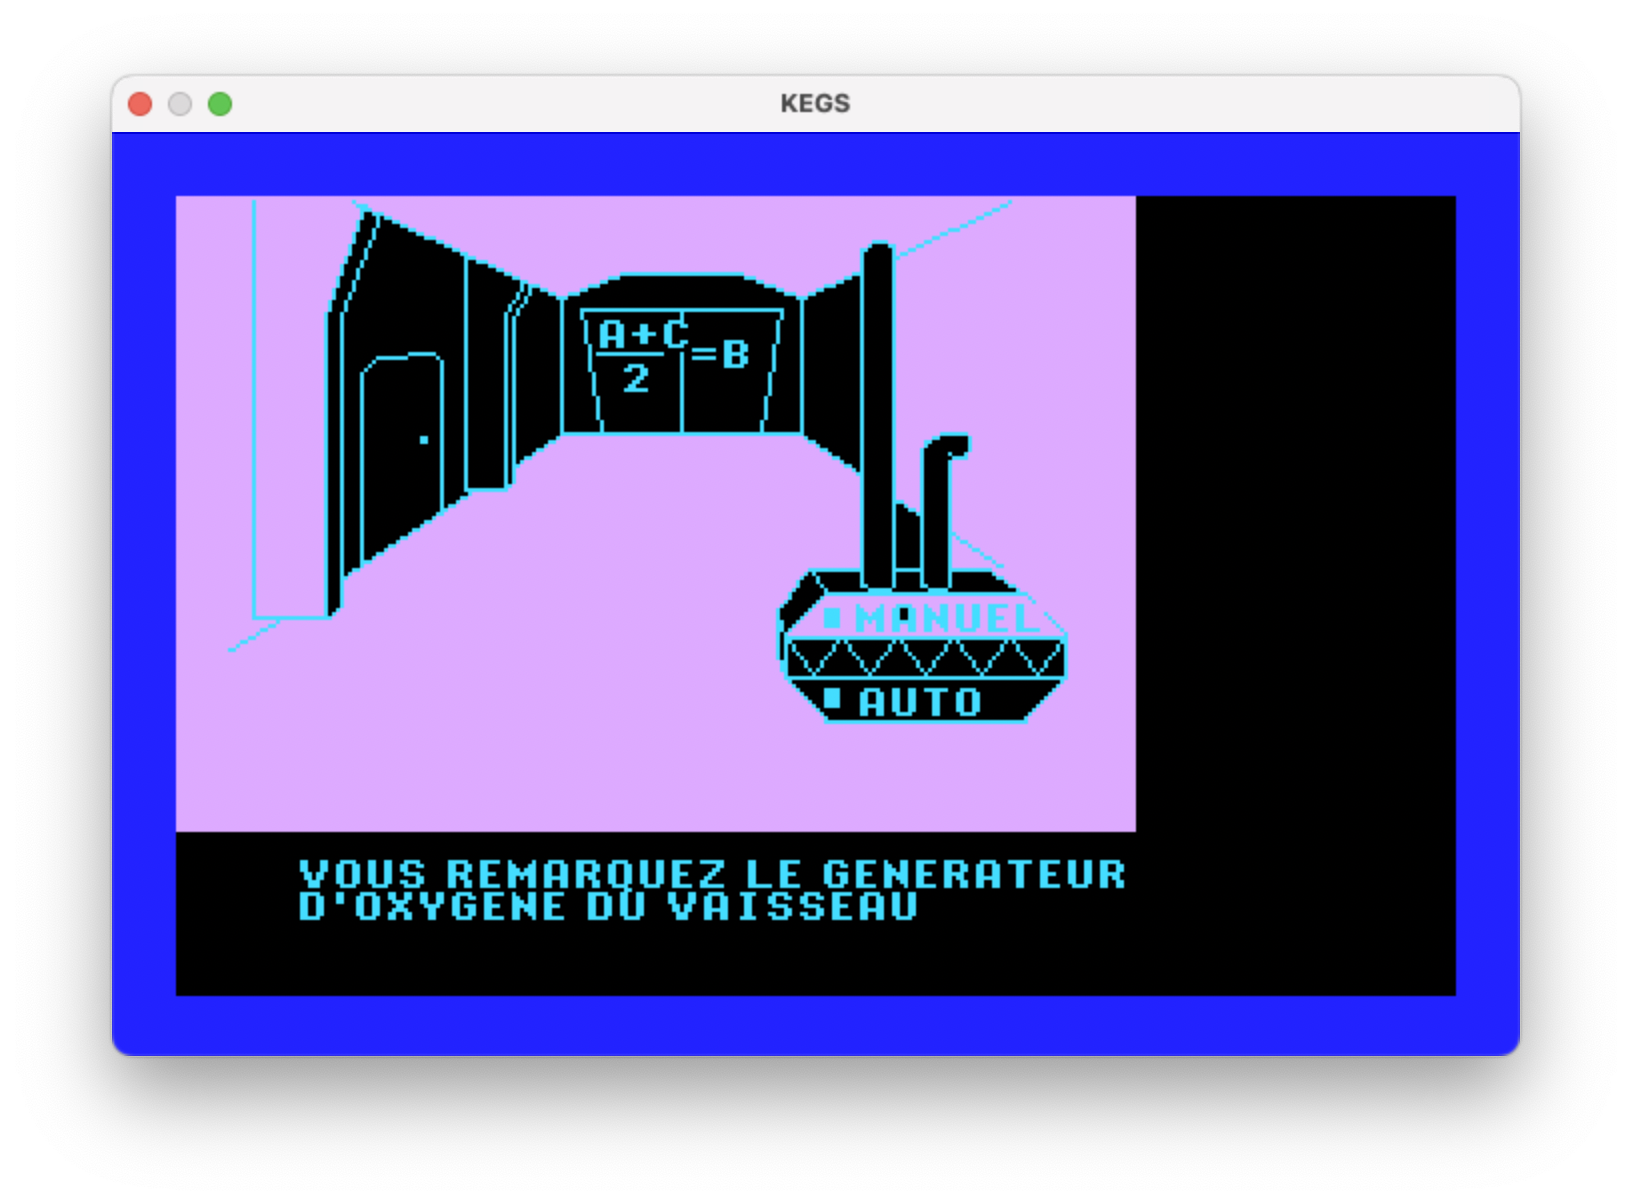 KEGS
A+C
=B
2
MANUEL
AUTO
VOUS REMARQUEZ LE GENERATEUR
D'OXYGENE DU VAISSEAU